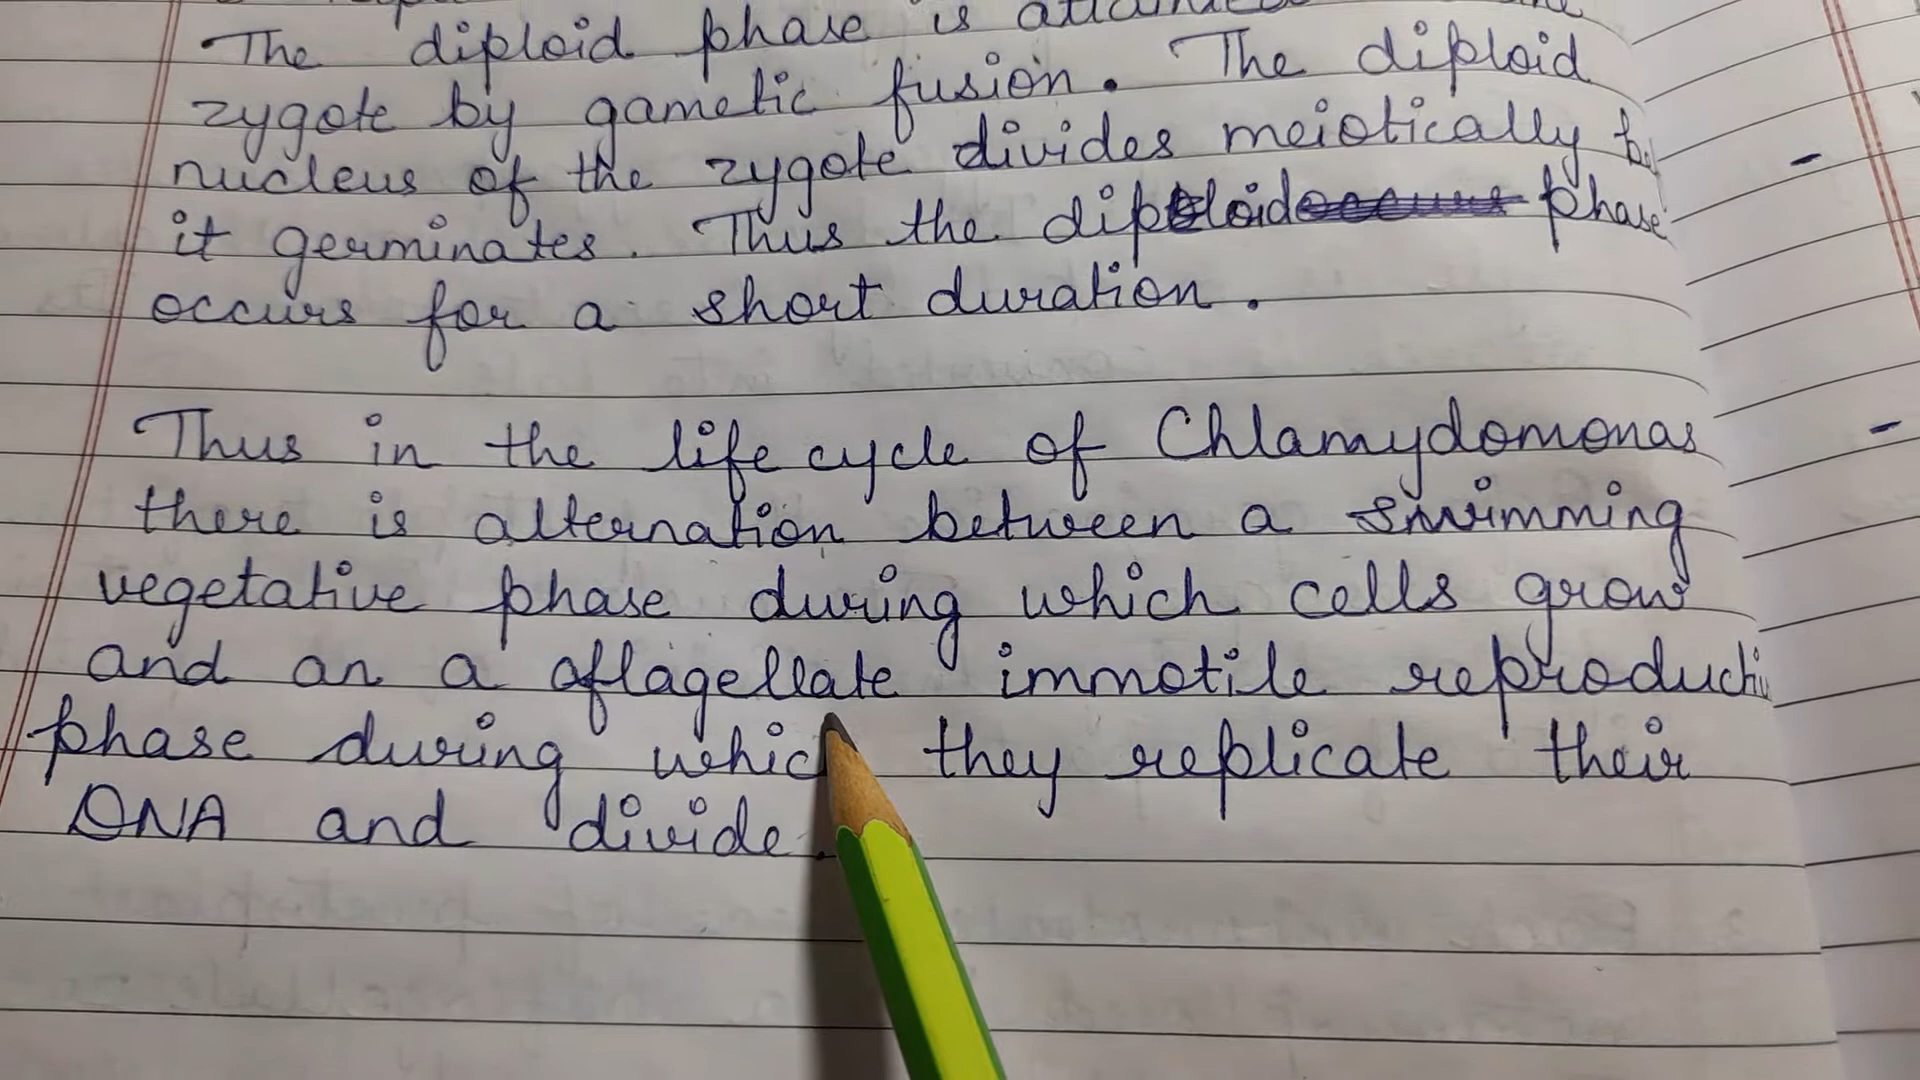 The diploid phase is
zygote by gametic fusion. The diploid
nucleus of the zygote divides meiotically
it germinates. Thus the diploid phase
occurs for a short duration.
Thus in the life cycle of Chlamydomonas
there is alternation between a swimming
vegetative phase during which cells grow
and an a aflagellate immotile reproducti
phase during which they replicate their
DNA and divide.